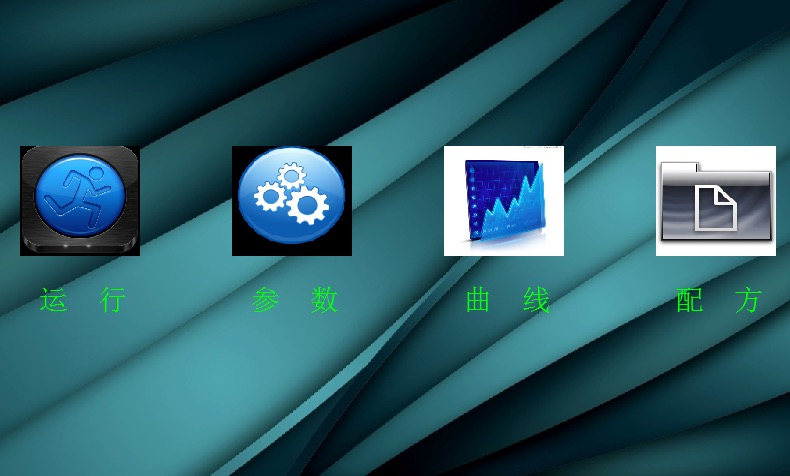 运 行 参 数 曲 线 配 方